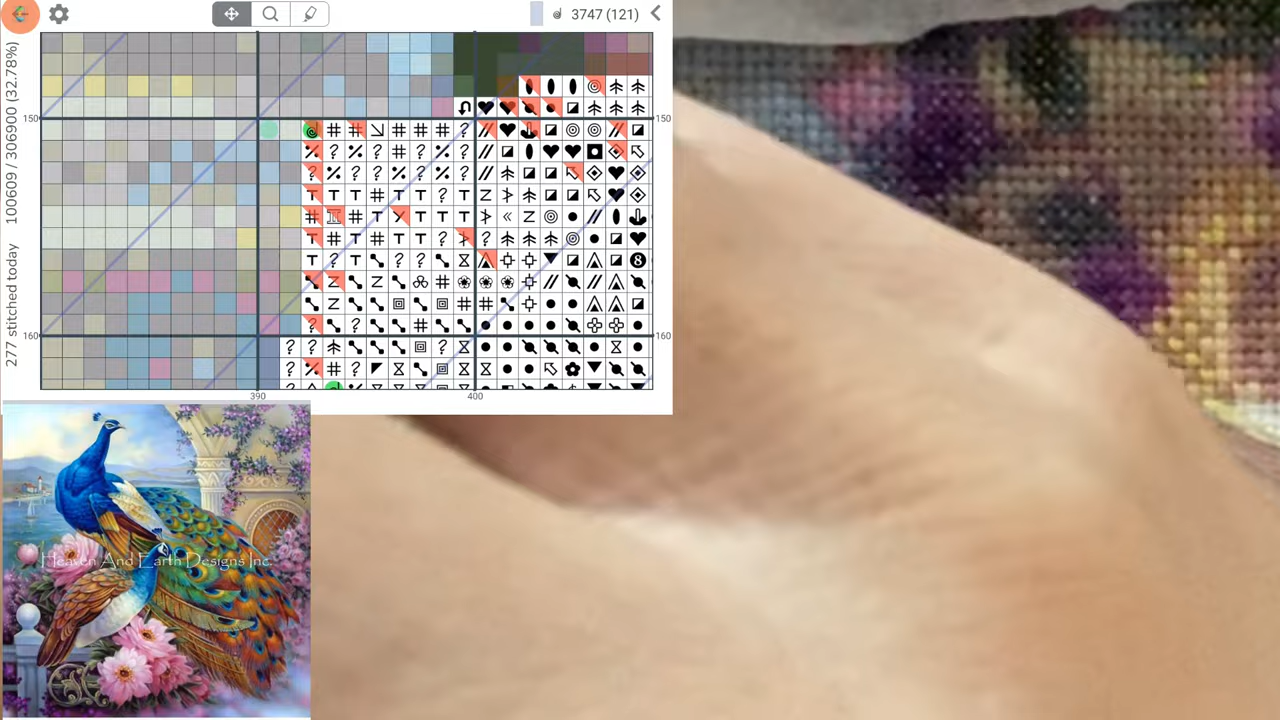 3747 (121)
277 stitched today 100609 / 306900 (32.78%)
150 150
160 160
390 400
Heaven And Earth Designs Inc.